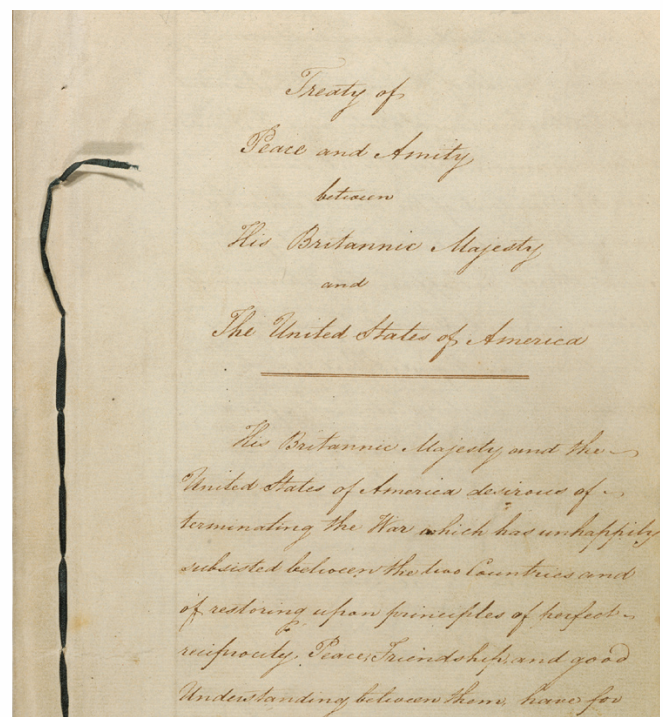 Treaty of
Peace and Amity
between
His Britannic Majesty
and
The United States of America
His Britannic Majesty and the
United States of America desirous of
terminating the War which has unhappily
subsisted between the two Countries and
of restoring upon principles of perfect
reciprocity, Peace, Friendship, and good
Understanding between them, have for